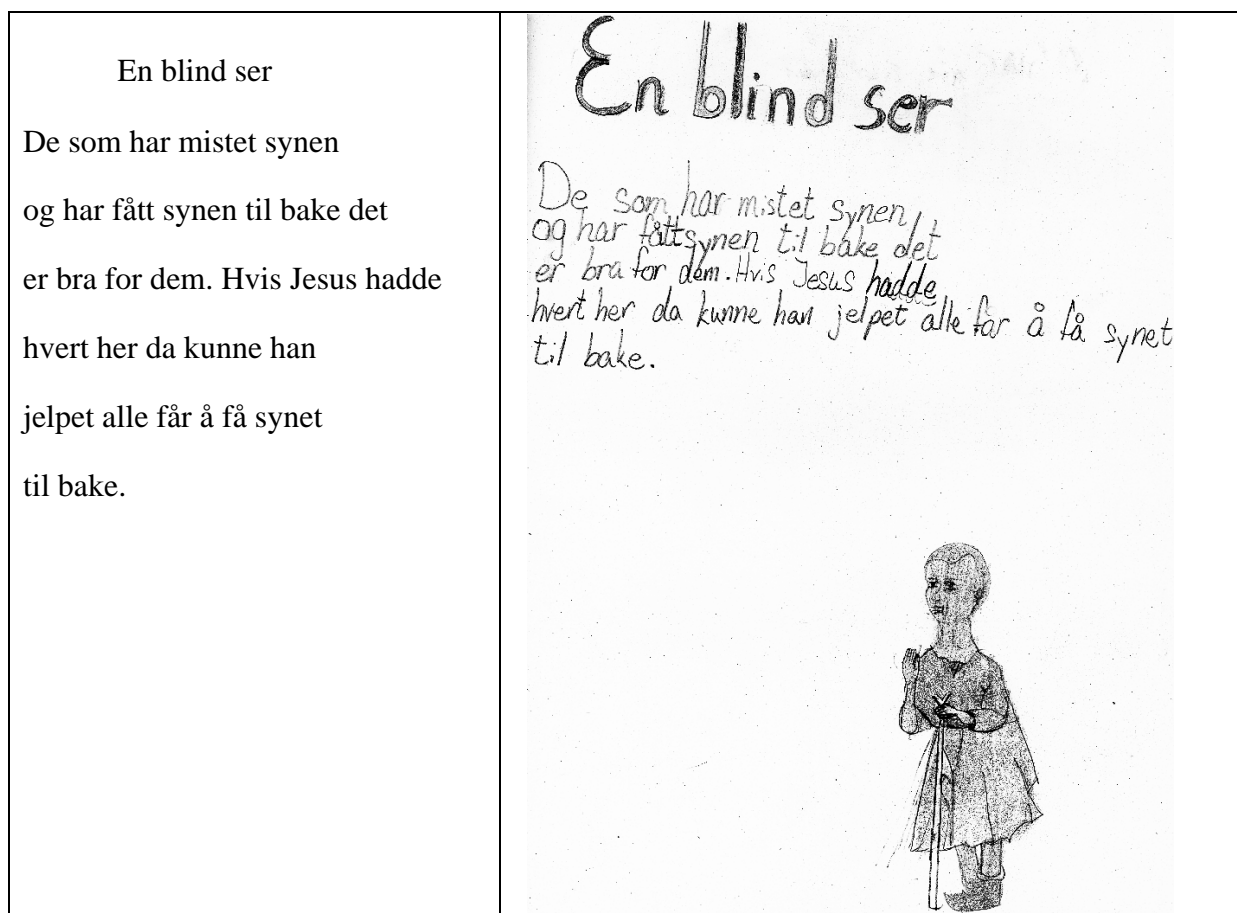 En blind ser
De som har mistet synen
og har fått synen til bake det
er bra for dem. Hvis Jesus hadde
hvert her da kunne han
jelpet alle får å få synet
til bake.
En blind ser
De som har mistet synen,
og har fått synen til bake det
er bra for dem. Hvis Jesus hadde
hvert her da kunne han jelpet alle får å få synet
til bake.